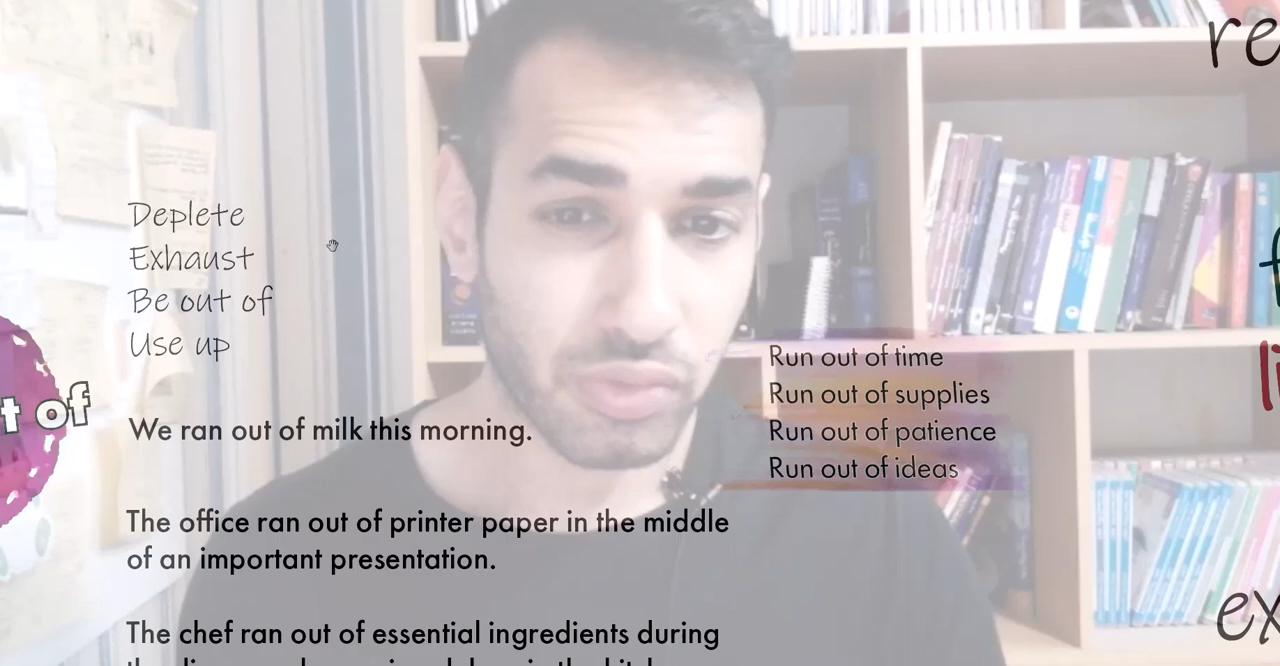 re
Deplete
Exhaust
Be out of
Use up
t of
Run out of time
Run out of supplies
Run out of patience
Run out of ideas
We ran out of milk this morning.
The office ran out of printer paper in the middle
of an important presentation.
The chef ran out of essential ingredients during
li
ex